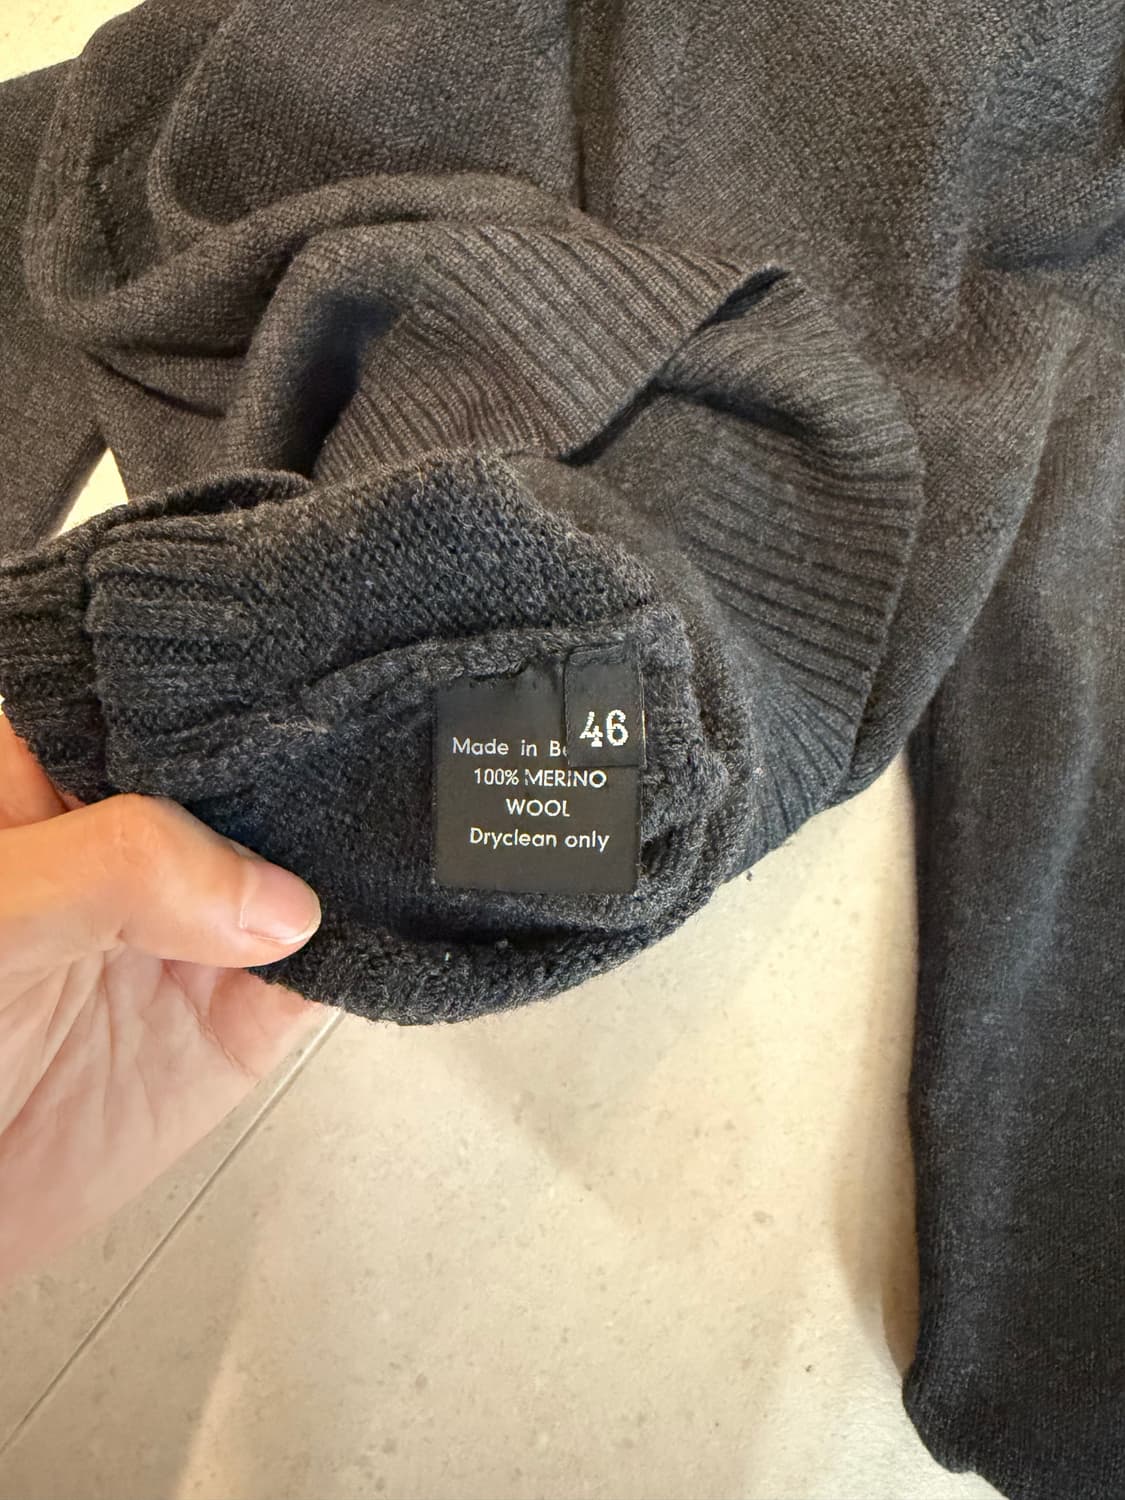 46
Made in Be
100% MERINO
WOOL
Dryclean only